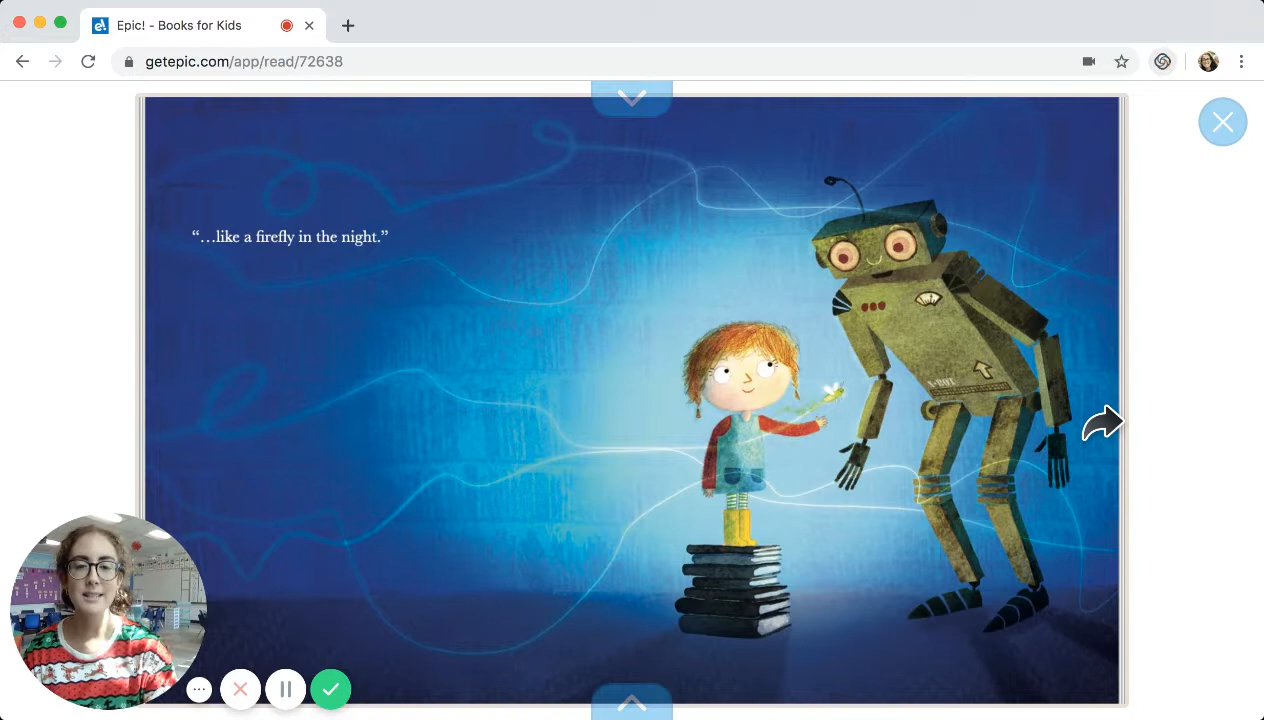 Epic! - Books for Kids
getepic.com/app/read/72638
“…like a firefly in the night.”